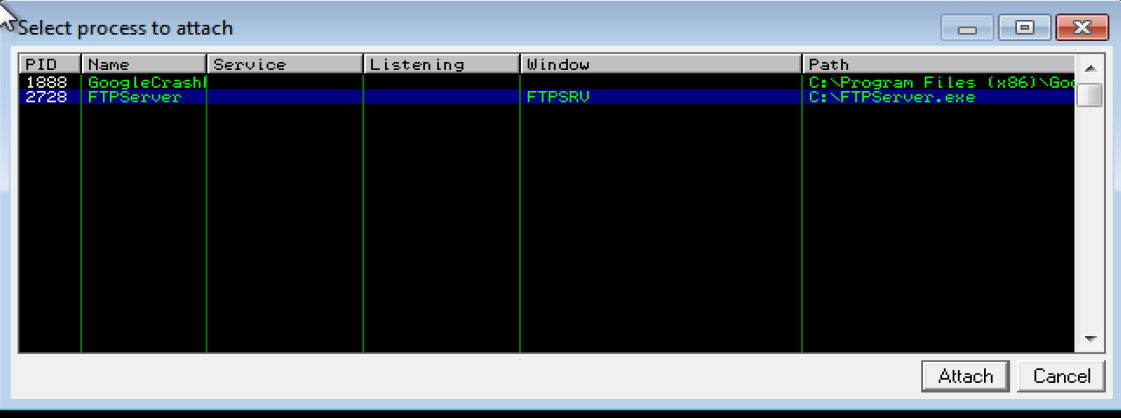 Select process to attach
PID Name Service Listening Window Path
1888 GoogleCrashH C:\Program Files (x86)\Goo
2728 FTPServer FTPSRV C:\FTPServer.exe
Attach Cancel